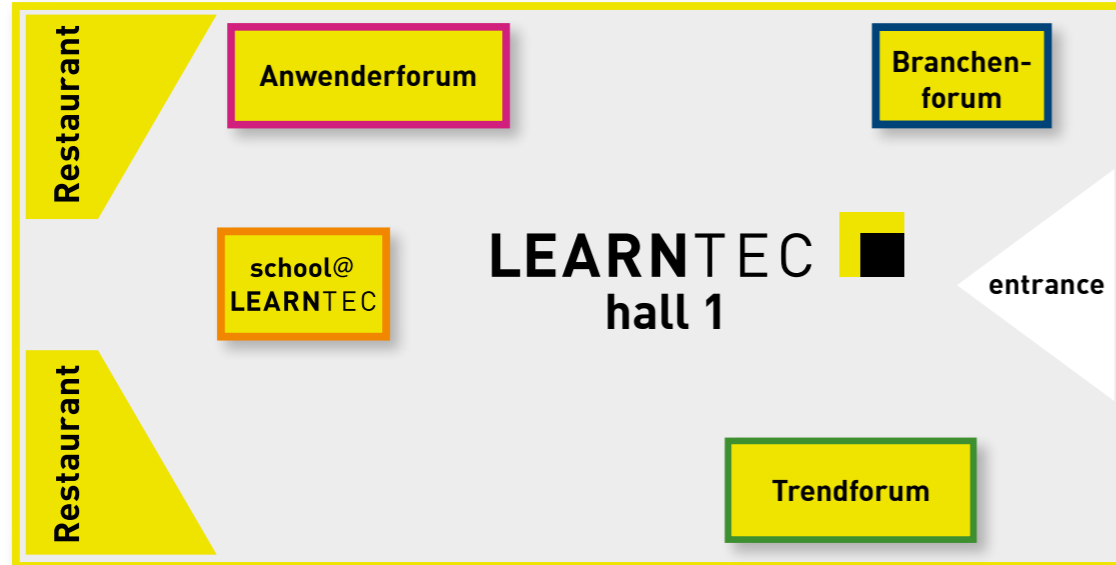 Restaurant
Anwenderforum
Branchen-
forum
school@
LEARNTEC
LEARNTEC
hall 1
entrance
Restaurant
Trendforum